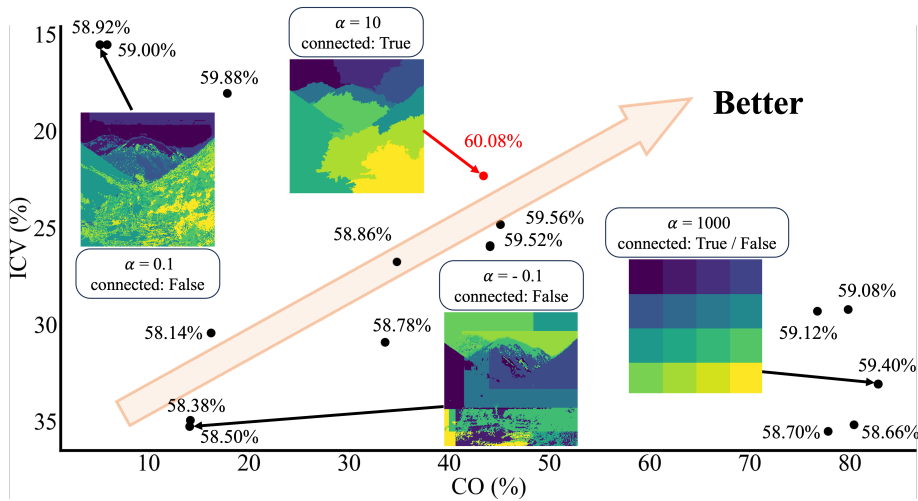 58.92%
59.00%
59.88%
α = 10
connected: True
Better
60.08%
15
20
25
30
35
ICV (%)
α = 0.1
connected: False
58.86%
59.56%
59.52%
α = 1000
connected: True / False
α = - 0.1
connected: False
58.14%
58.78%
59.08%
59.12%
59.40%
58.38%
58.50%
58.70%
58.66%
10
20
30
40
50
60
70
80
CO (%)